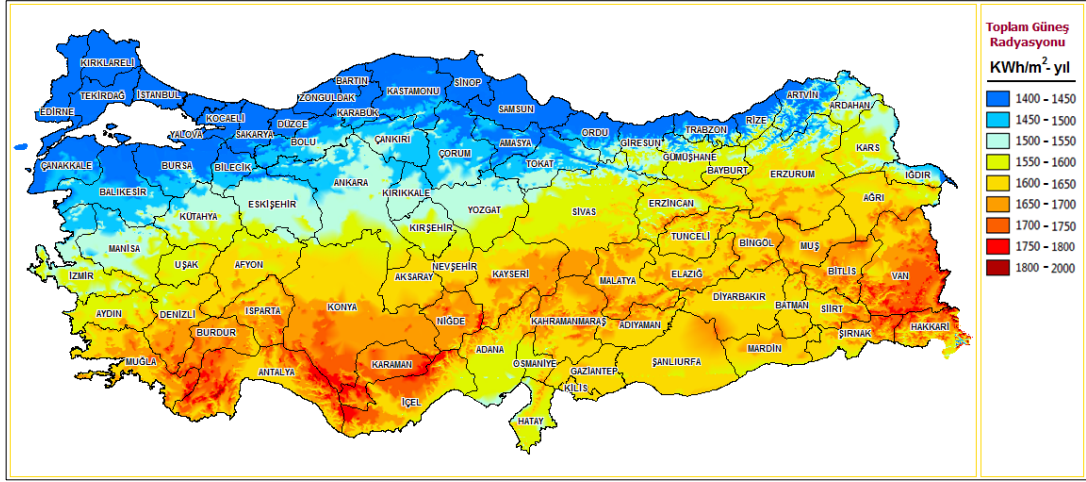 Toplam Güneş
Radyasyonu
KWh/m²- yıl
1400 - 1450
1450 - 1500
1500 - 1550
1550 - 1600
1600 - 1650
1650 - 1700
1700 - 1750
1750 - 1800
1800 - 2000
KIRKLARELİ
TEKİRDAĞ
İSTANBUL
EDİRNE
KOCAELİ
YALOVA
SAKARYA
DÜZCE
ZONGULDAK
BARTIN
KARABÜK
KASTAMONU
SİNOP
SAMSUN
BOLU
ÇANKIRI
ÇORUM
AMASYA
TOKAT
ORDU
GİRESUN
TRABZON
RİZE
ARTVİN
ARDAHAN
KARS
IĞDIR
GÜMÜŞHANE
BAYBURT
ERZURUM
AĞRI
ÇANAKKALE
BURSA
BİLECİK
BALIKESİR
KÜTAHYA
ESKİŞEHİR
ANKARA
KIRIKKALE
YOZGAT
KIRŞEHİR
SİVAS
ERZİNCAN
TUNCELİ
BİNGÖL
MUŞ
BİTLİS
VAN
MANİSA
İZMİR
UŞAK
AFYON
AKSARAY
NEVŞEHİR
KAYSERİ
MALATYA
ELAZIĞ
DİYARBAKIR
BATMAN
SİİRT
ŞIRNAK
HAKKARİ
AYDIN
DENİZLİ
ISPARTA
BURDUR
KONYA
NİĞDE
KAHRAMANMARAŞ
ADIYAMAN
MARDİN
ŞANLIURFA
MUĞLA
ANTALYA
KARAMAN
İÇEL
ADANA
OSMANİYE
GAZİANTEP
KİLİS
HATAY